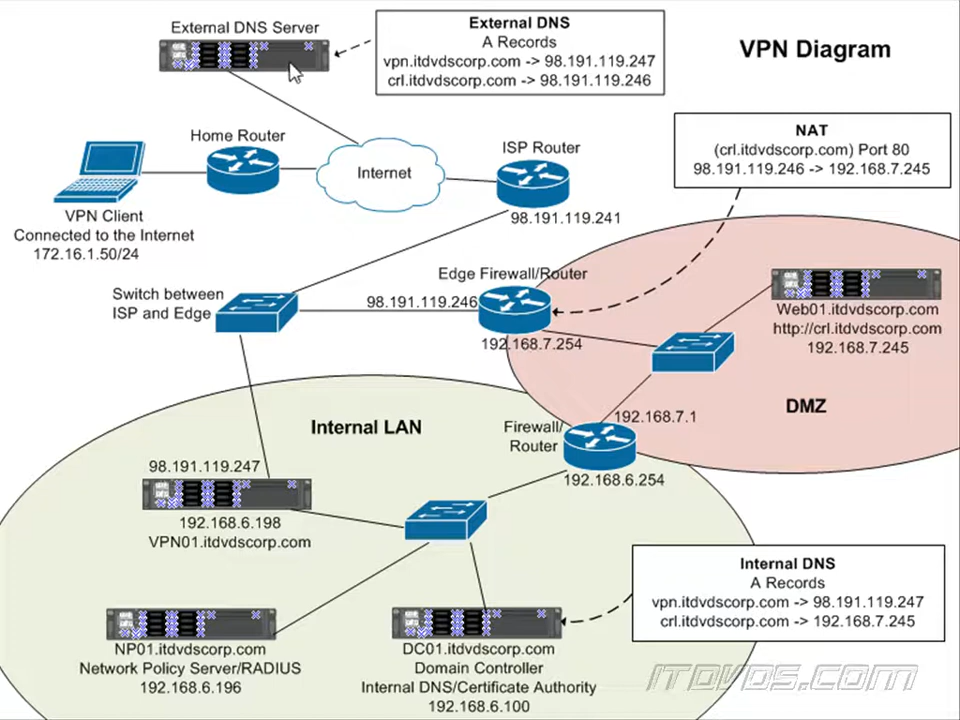 External DNS Server
External DNS
A Records
vpn.itdvdscorp.com -> 98.191.119.247
crl.itdvdscorp.com -> 98.191.119.246
VPN Diagram
NAT
(crl.itdvdscorp.com) Port 80
98.191.119.246 -> 192.168.7.245
Home Router
Internet
ISP Router
98.191.119.241
VPN Client
Connected to the Internet
172.16.1.50/24
Switch between
ISP and Edge
Edge Firewall/Router
98.191.119.246
192.168.7.254
Web01.itdvdscorp.com
http://crl.itdvdscorp.com
192.168.7.245
DMZ
192.168.7.1
Firewall/
Router
192.168.6.254
Internal LAN
98.191.119.247
192.168.6.198
VPN01.itdvdscorp.com
Internal DNS
A Records
vpn.itdvdscorp.com -> 98.191.119.247
crl.itdvdscorp.com -> 192.168.7.245
NP01.itdvdscorp.com
Network Policy Server/RADIUS
192.168.6.196
DC01.itdvdscorp.com
Domain Controller
Internal DNS/Certificate Authority
192.168.6.100
ITDVDS.COM